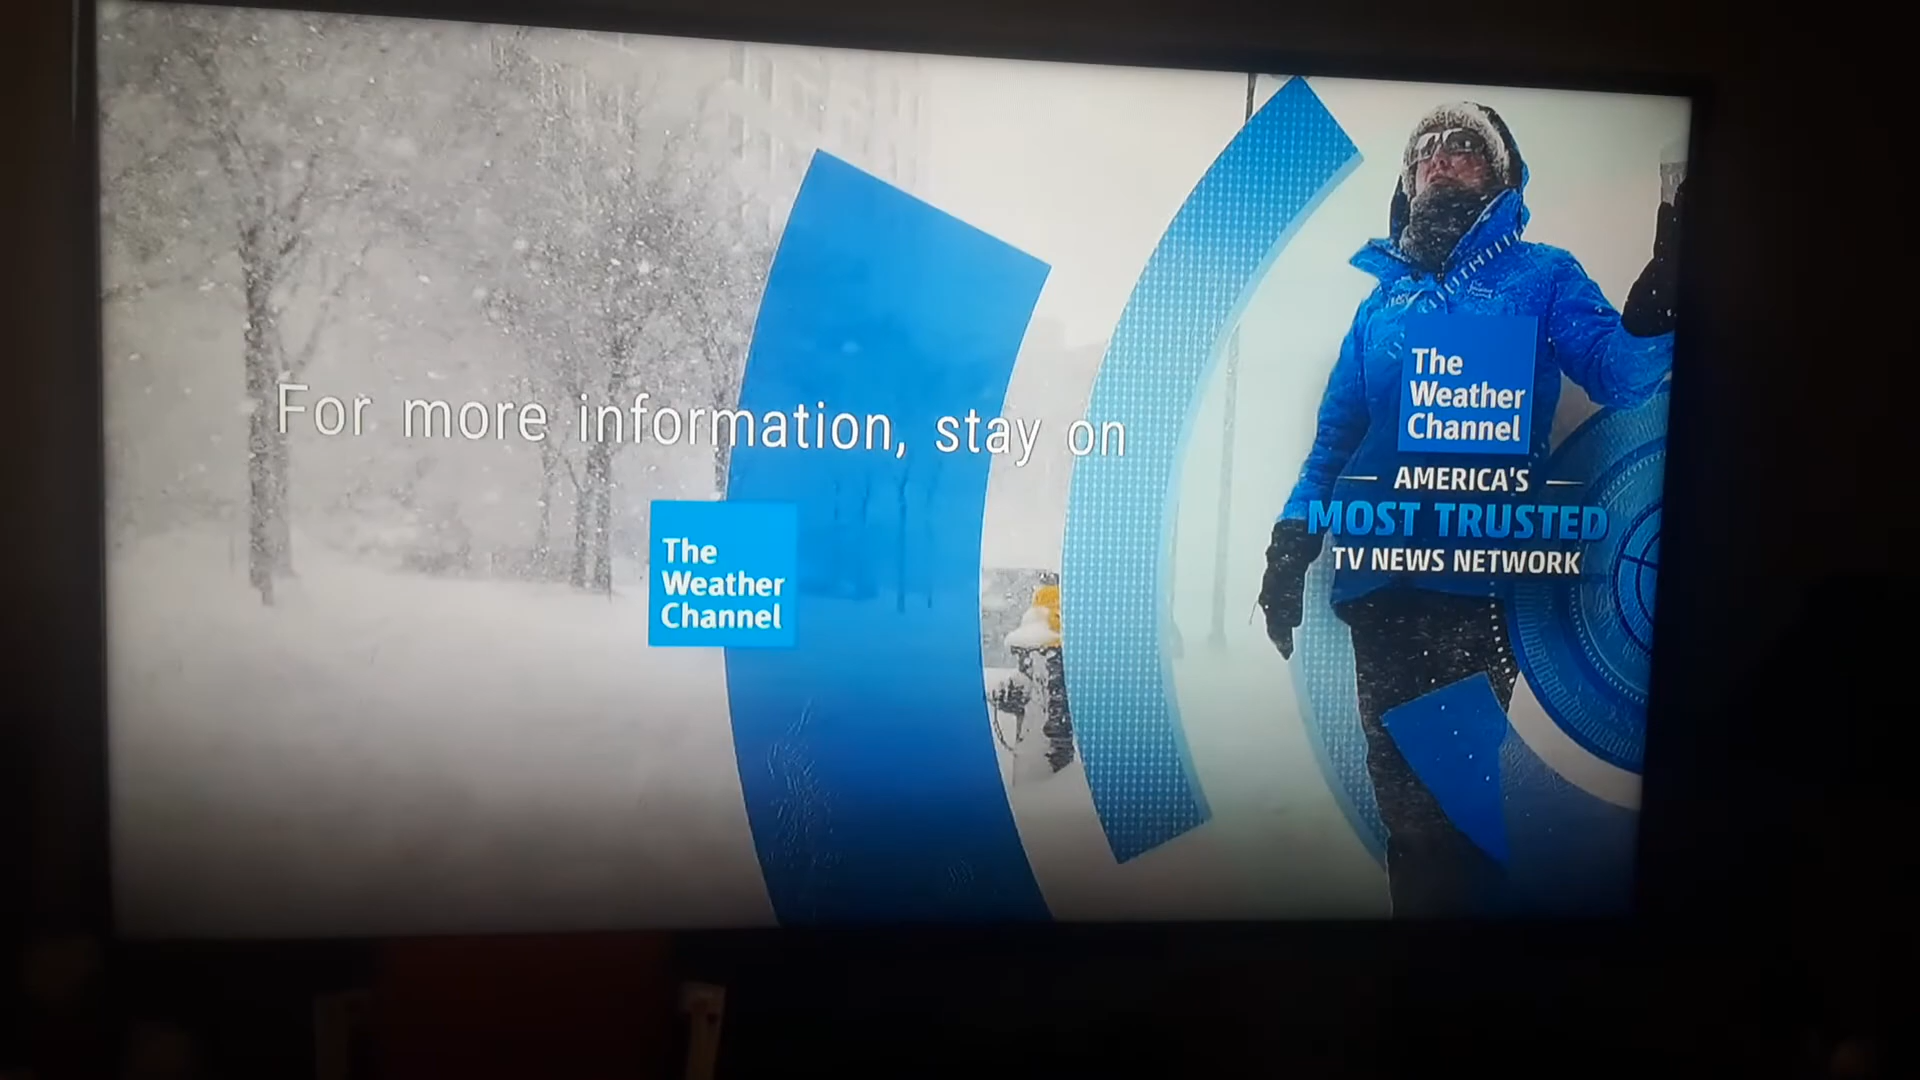 For more information, stay on
The
Weather
Channel
The
Weather
Channel
AMERICA'S
MOST TRUSTED
TV NEWS NETWORK